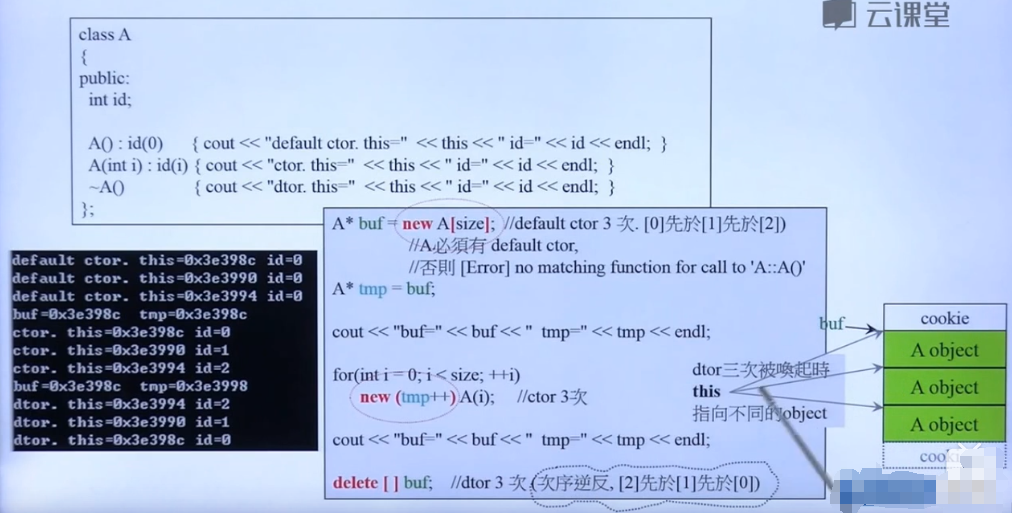 云课堂
class A
{
public:
int id;
A() : id(0) { cout << "default ctor. this=" << this << " id=" << id << endl; }
A(int i) : id(i) { cout << "ctor. this=" << this << " id=" << id << endl; }
~A() { cout << "dtor. this=" << this << " id=" << id << endl; }
};
A* buf = new A[size]; //default ctor 3 次. [0]先於[1]先於[2])
//A必須有 default ctor,
//否則 [Error] no matching function for call to 'A::A()'
A* tmp = buf;
cout << "buf=" << buf << " tmp=" << tmp << endl;
for(int i = 0; i < size; ++i)
new (tmp++) A(i); //ctor 3次
cout << "buf=" << buf << " tmp=" << tmp << endl;
delete [ ] buf; //dtor 3 次 (次序逆反, [2]先於[1]先於[0])
default ctor. this=0x3e398c id=0
default ctor. this=0x3e3990 id=0
default ctor. this=0x3e3994 id=0
buf=0x3e398c tmp=0x3e398c
ctor. this=0x3e398c id=0
ctor. this=0x3e3990 id=1
ctor. this=0x3e3994 id=2
buf=0x3e398c tmp=0x3e3998
dtor. this=0x3e3994 id=2
dtor. this=0x3e3990 id=1
dtor. this=0x3e398c id=0
buf
dtor三次被喚起時
this
指向不同的object
cookie
A object
A object
A object